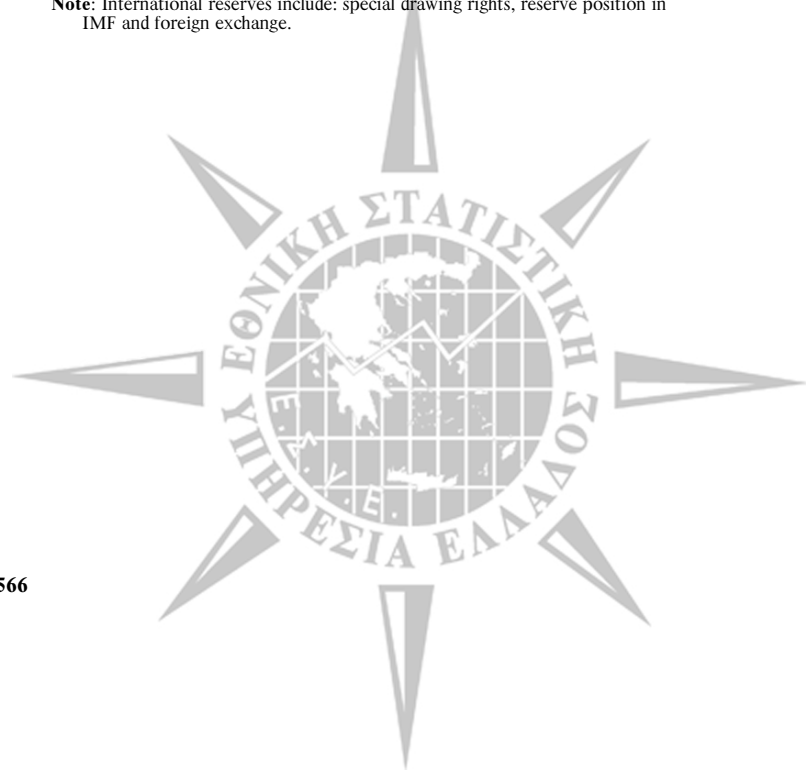 Note: International reserves include: special drawing rights, reserve position in
IMF and foreign exchange.
ΕΘΝΙΚΗ ΣΤΑΤΙΣΤΙΚΗ
ΥΠΗΡΕΣΙΑ ΕΛΛΑΔΟΣ
Ε.Σ.Υ.Ε.
566